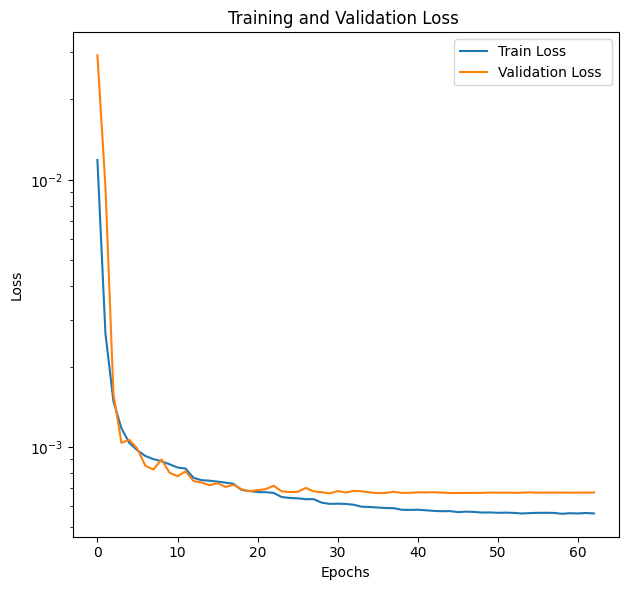 Training and Validation Loss
Train Loss
Validation Loss
10⁻²
10⁻³
Loss
0 10 20 30 40 50 60
Epochs